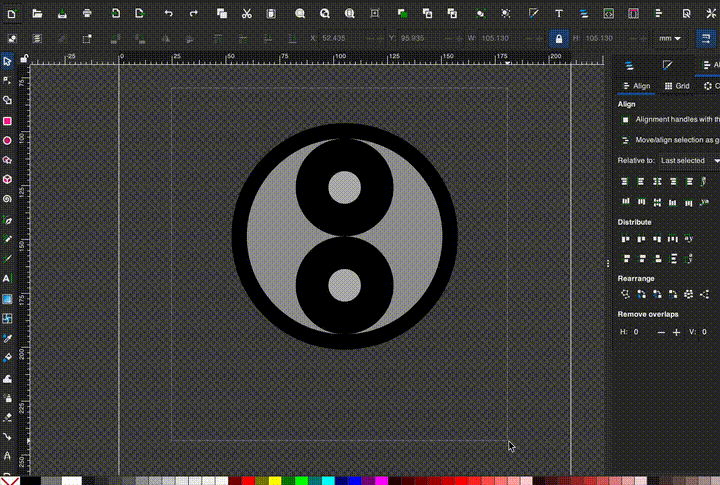 X: 52.435 Y: 95.935 W: 105.130 H: 105.130 mm
-25 0 25 50 75 100 125 150 175 200
75
100
125
150
175
200
225
250
Al
Align Grid C
Align
Alignment handles with th
Move/align selection as g
Relative to: Last selected
Distribute
Rearrange
Remove overlaps
H: 0 V: 0